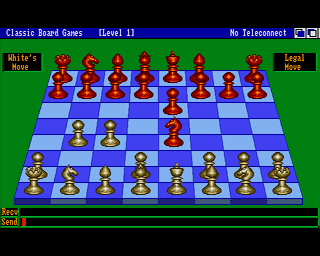 Classic Board Games [Level 1] No Teleconnect
White's Move
Legal Move
Recv
Send